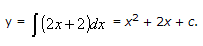 y = ∫(2x+2)dx = x² + 2x + c.